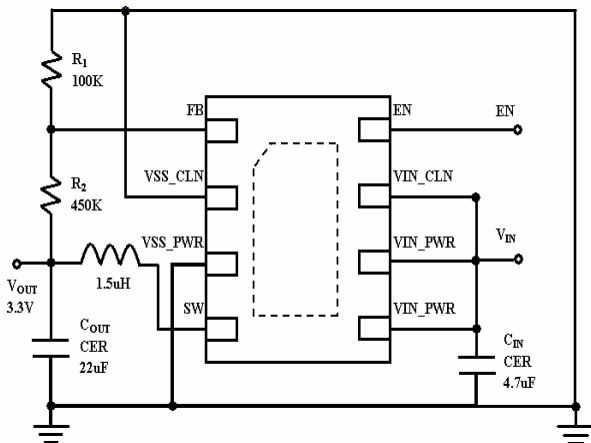 R1
100K
FB
EN
EN
R2
450K
VSS_CLN
VIN_CLN
VSS_PWR
VIN_PWR
VIN
VOUT
3.3V
1.5uH
SW
VIN_PWR
COUT
CER
22uF
CIN
CER
4.7uF